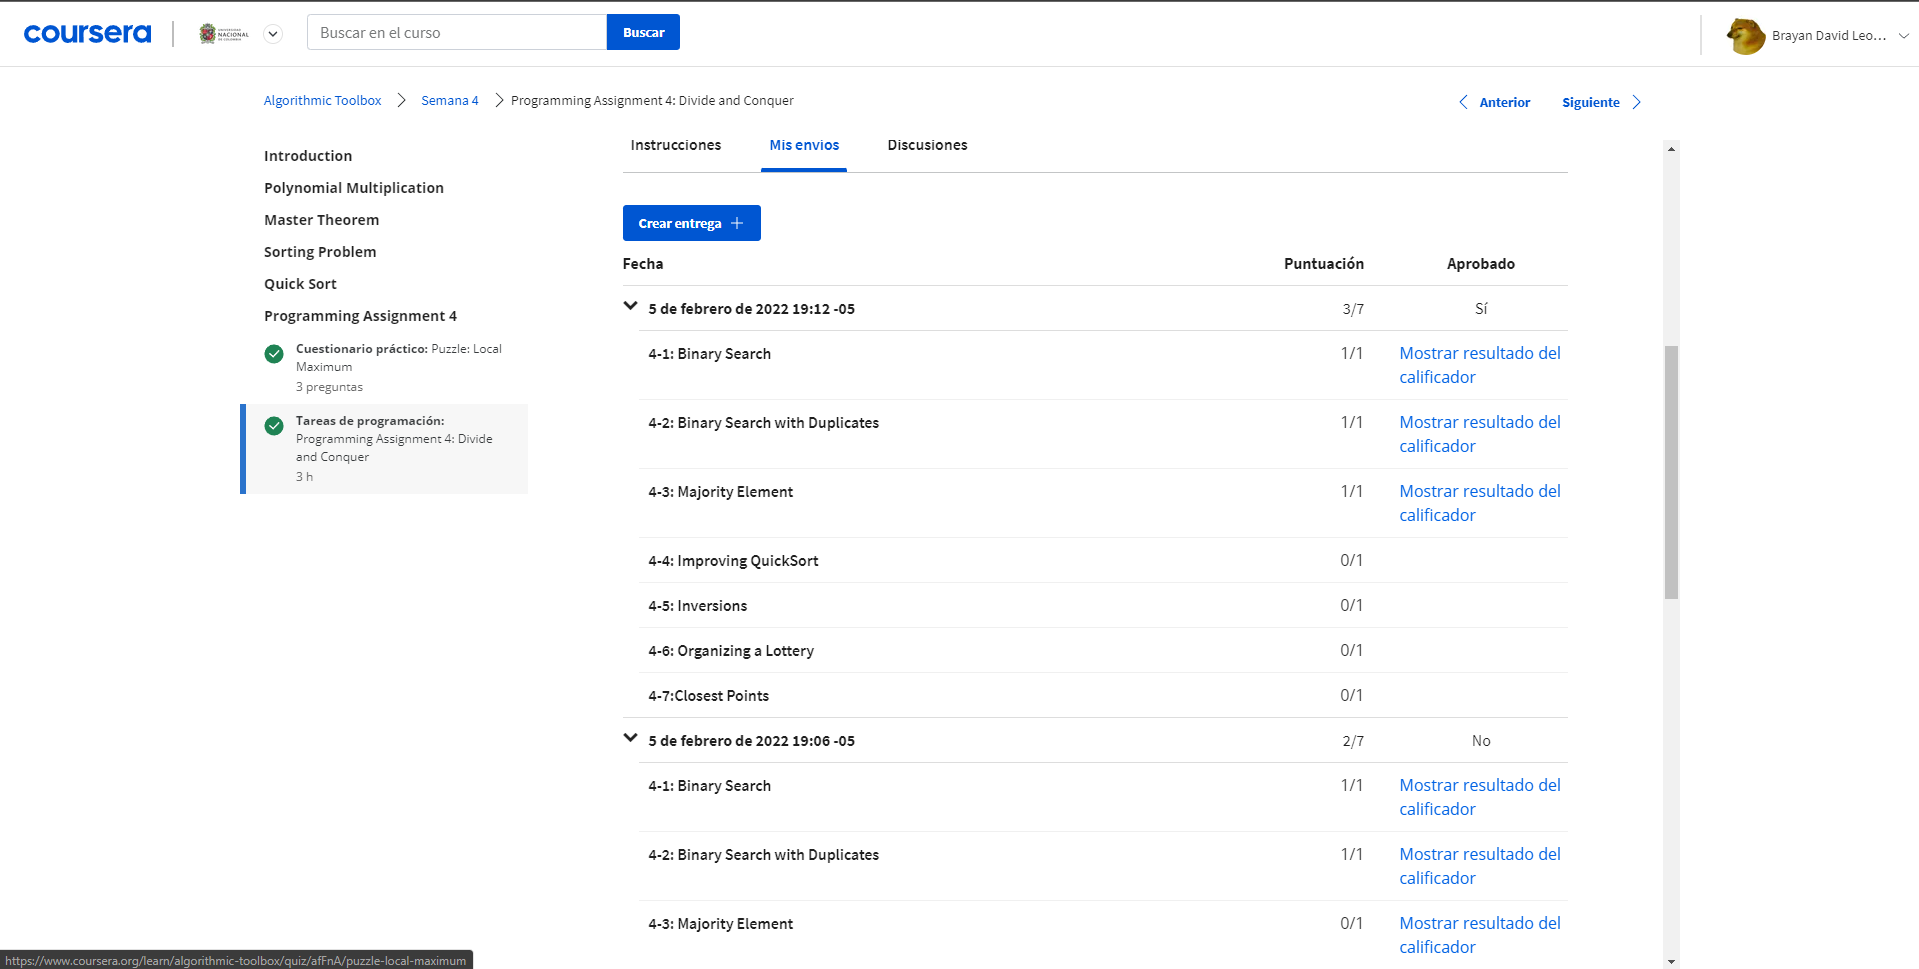 coursera
NACIONAL
Buscar en el curso
Buscar
Brayan David Leo...
Algorithmic Toolbox
Semana 4
Programming Assignment 4: Divide and Conquer
Anterior
Siguiente
Introduction
Polynomial Multiplication
Master Theorem
Sorting Problem
Quick Sort
Programming Assignment 4
Cuestionario práctico: Puzzle: Local
Maximum
3 preguntas
Tareas de programación:
Programming Assignment 4: Divide
and Conquer
3 h
Instrucciones
Mis envios
Discusiones
Crear entrega
Fecha Puntuación Aprobado
5 de febrero de 2022 19:12 -05 3/7 Sí
4-1: Binary Search 1/1 Mostrar resultado del
calificador
4-2: Binary Search with Duplicates 1/1 Mostrar resultado del
calificador
4-3: Majority Element 1/1 Mostrar resultado del
calificador
4-4: Improving QuickSort 0/1
4-5: Inversions 0/1
4-6: Organizing a Lottery 0/1
4-7:Closest Points 0/1
5 de febrero de 2022 19:06 -05 2/7 No
4-1: Binary Search 1/1 Mostrar resultado del
calificador
4-2: Binary Search with Duplicates 1/1 Mostrar resultado del
calificador
4-3: Majority Element 0/1 Mostrar resultado del
calificador
https://www.coursera.org/learn/algorithmic-toolbox/quiz/afFnA/puzzle-local-maximum